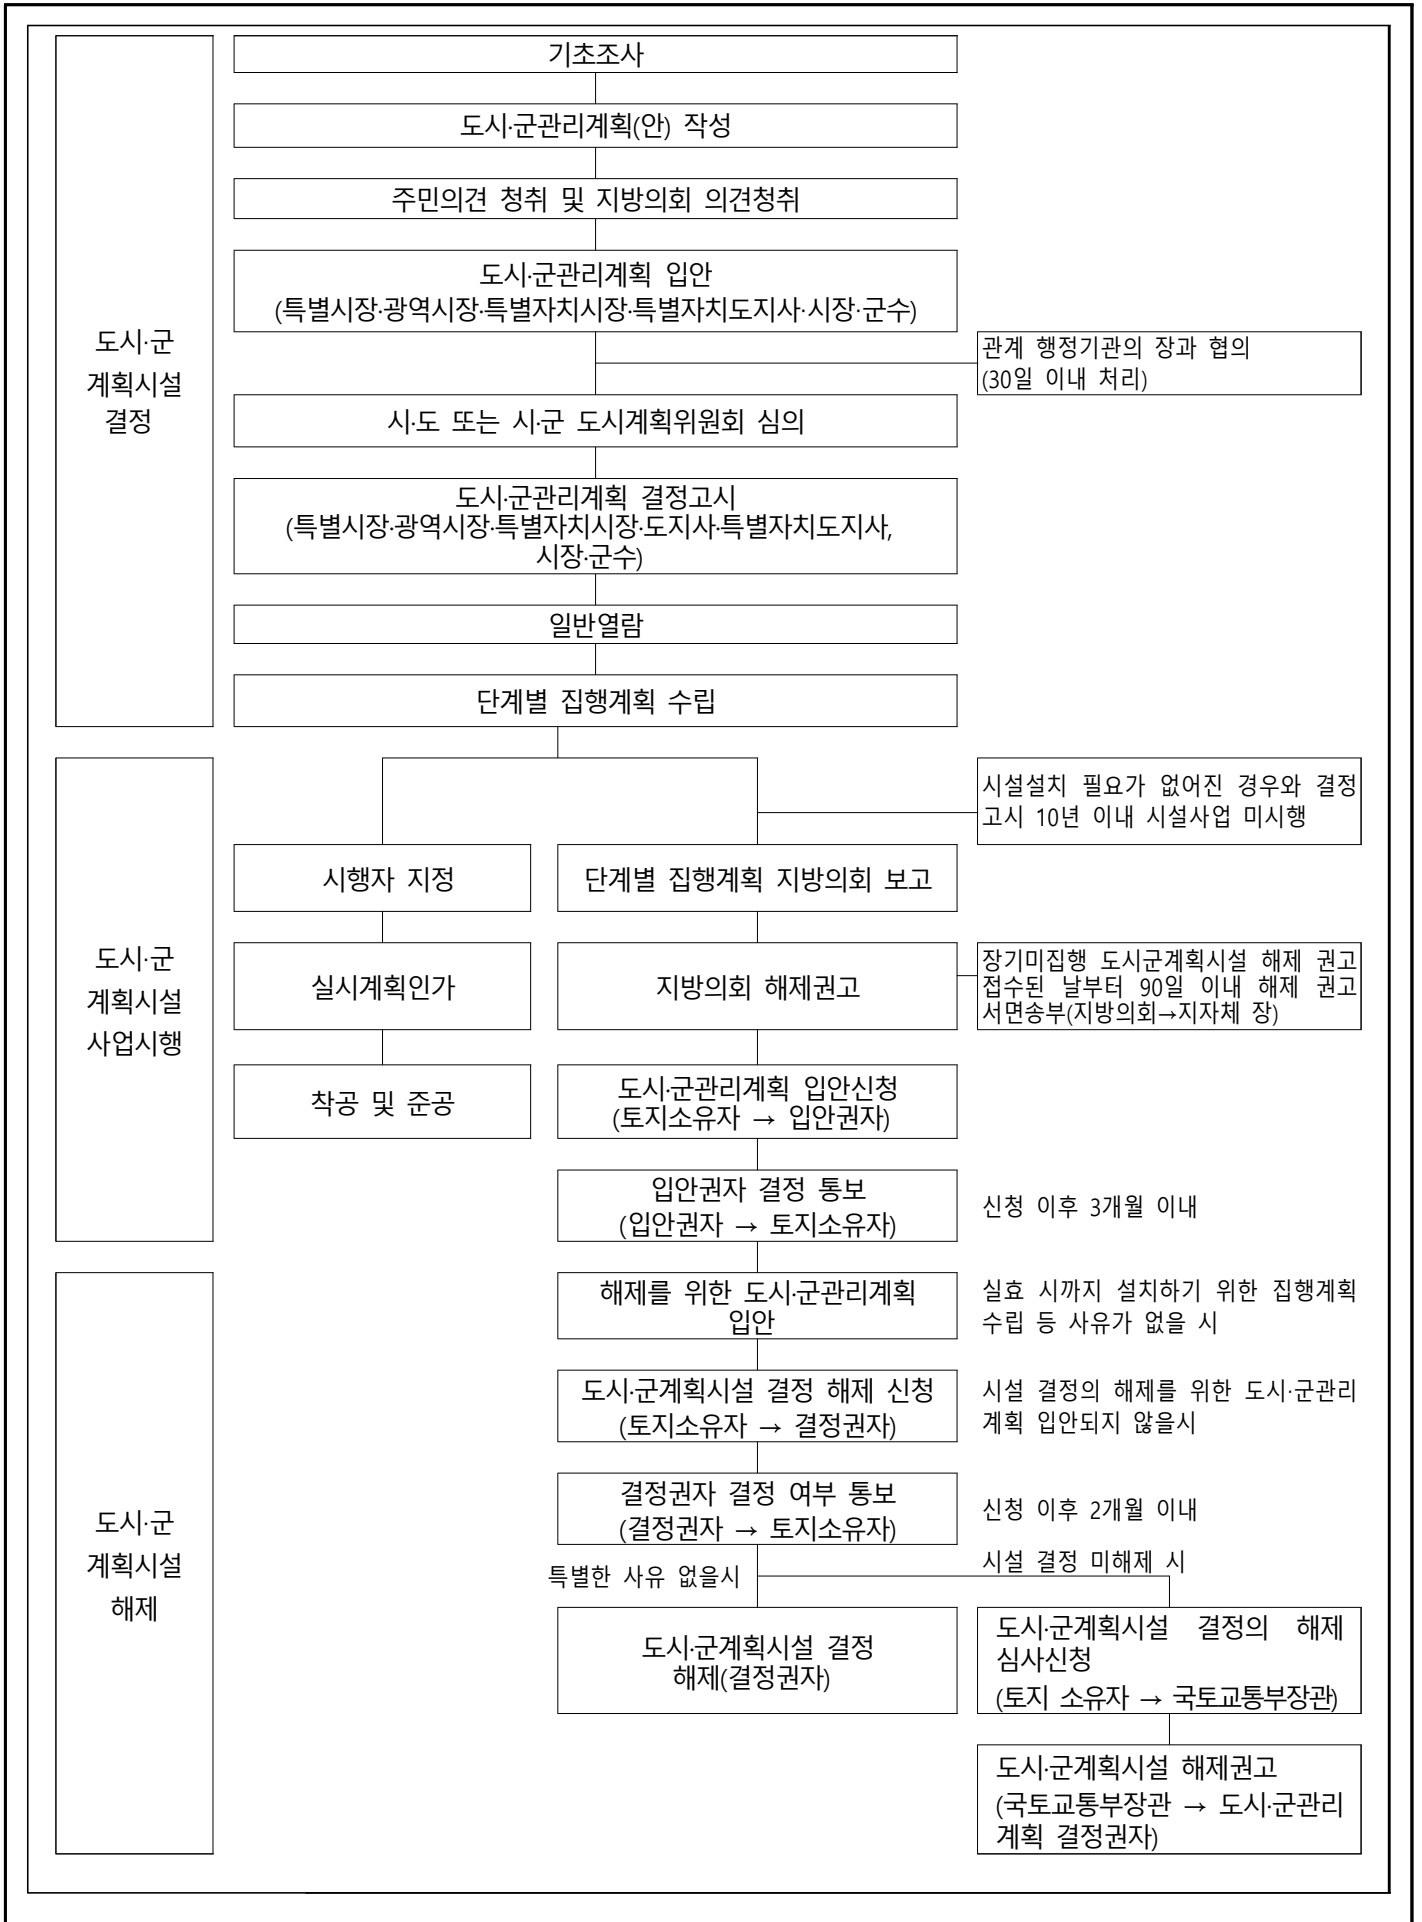 도시·군
계획시설
결정
기초조사
도시·군관리계획(안) 작성
주민의견 청취 및 지방의회 의견청취
도시·군관리계획 입안
(특별시장·광역시장·특별자치시장·특별자치도지사·시장·군수)
관계 행정기관의 장과 협의
(30일 이내 처리)
시·도 또는 시·군 도시계획위원회 심의
도시·군관리계획 결정고시
(특별시장·광역시장·특별자치시장·도지사·특별자치도지사,
시장·군수)
일반열람
단계별 집행계획 수립
도시·군
계획시설
사업시행
시설설치 필요가 없어진 경우와 결정
고시 10년 이내 시설사업 미시행
시행자 지정
단계별 집행계획 지방의회 보고
실시계획인가
지방의회 해제권고
장기미집행 도시군계획시설 해제 권고
접수된 날부터 90일 이내 해제 권고
서면송부(지방의회→지자체 장)
착공 및 준공
도시·군관리계획 입안신청
(토지소유자 → 입안권자)
입안권자 결정 통보
(입안권자 → 토지소유자)
신청 이후 3개월 이내
도시·군
계획시설
해제
해제를 위한 도시·군관리계획
입안
실효 시까지 설치하기 위한 집행계획
수립 등 사유가 없을 시
도시·군계획시설 결정 해제 신청
(토지소유자 → 결정권자)
시설 결정의 해제를 위한 도시·군관리
계획 입안되지 않을시
결정권자 결정 여부 통보
(결정권자 → 토지소유자)
신청 이후 2개월 이내
특별한 사유 없을시
시설 결정 미해제 시
도시·군계획시설 결정
해제(결정권자)
도시·군계획시설 결정의 해제
심사신청
(토지 소유자 → 국토교통부장관)
도시·군계획시설 해제권고
(국토교통부장관 → 도시·군관리
계획 결정권자)